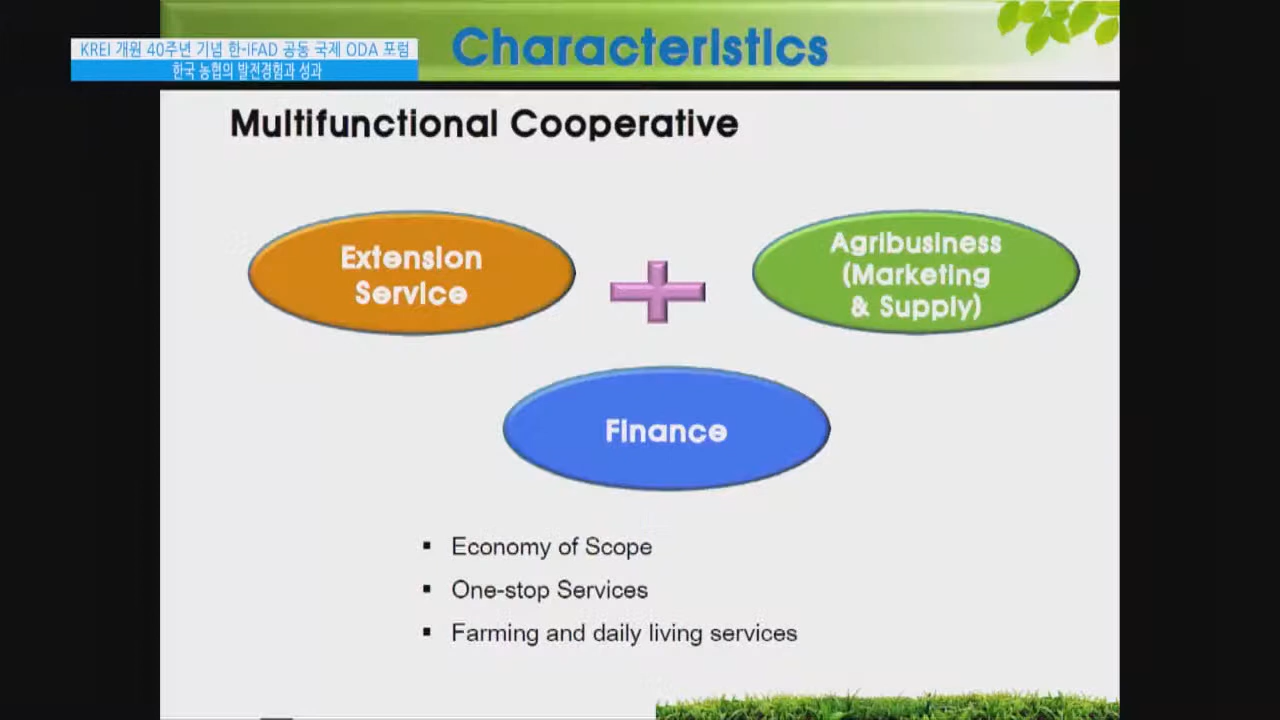 KREI 개원 40주년 기념 한-IFAD 공동 국제 ODA 포럼
한국 농협의 발전경험과 성과
Characteristics
Multifunctional Cooperative
Extension
Service
Agribusiness
(Marketing
& Supply)
Finance
▪ Economy of Scope
▪ One-stop Services
▪ Farming and daily living services